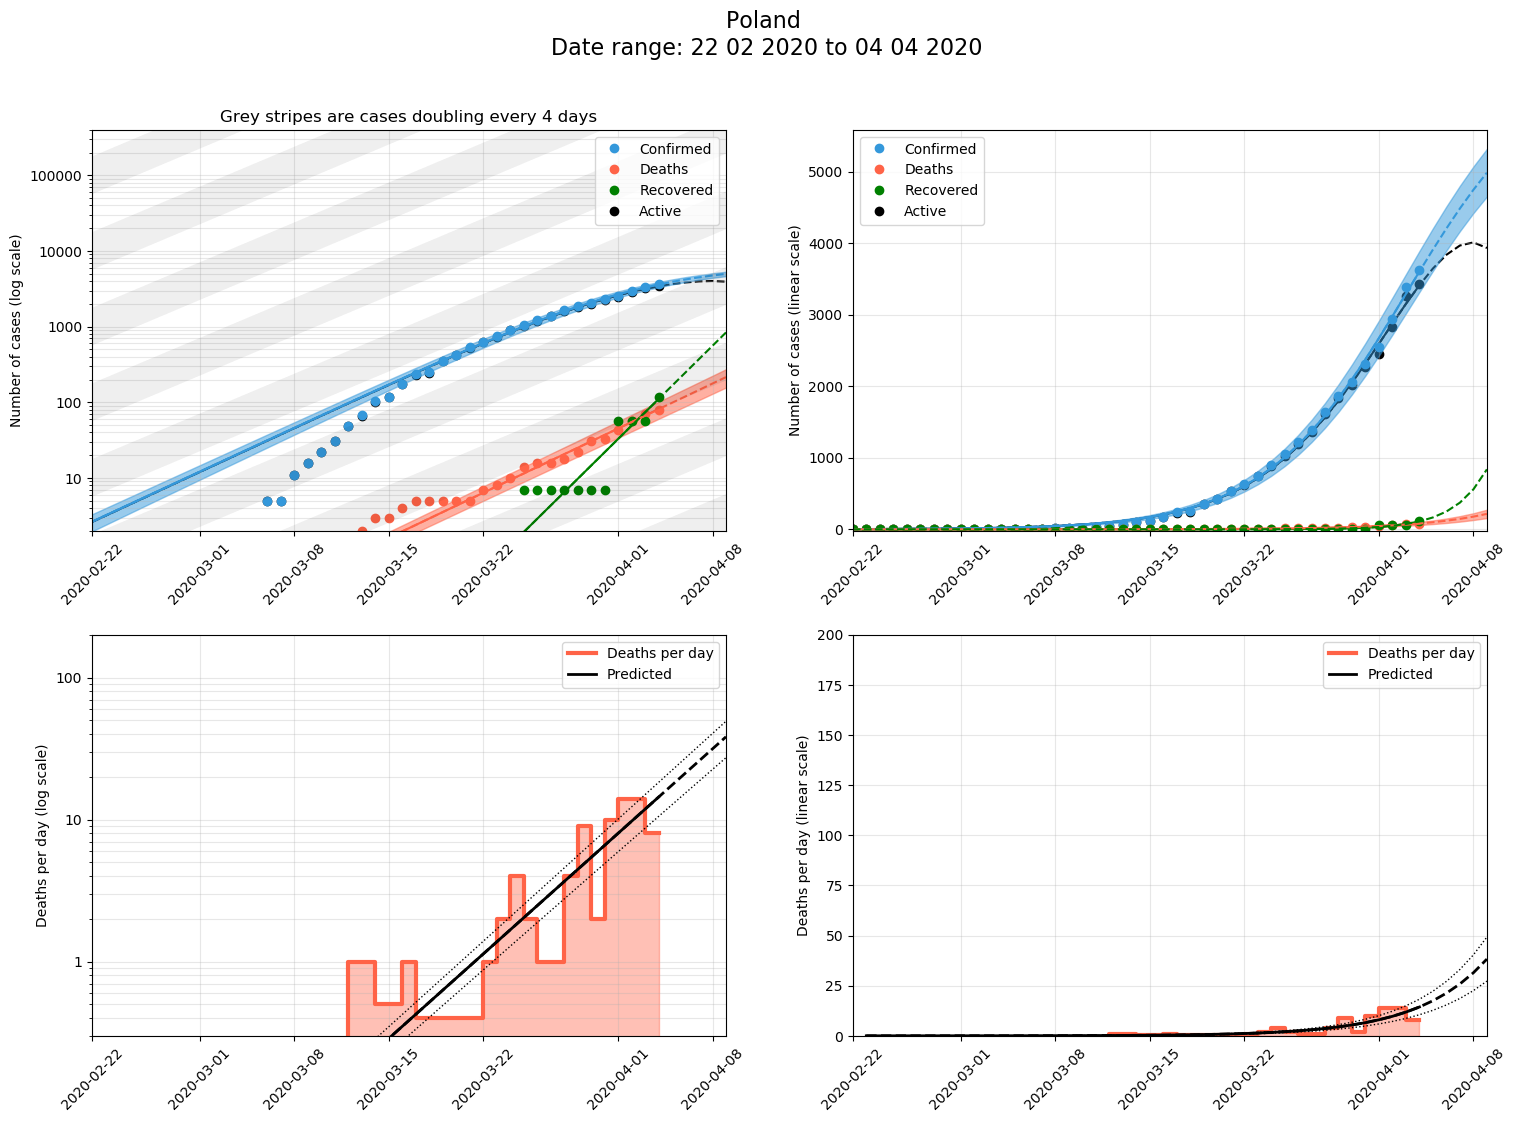 Poland
Date range: 22 02 2020 to 04 04 2020
Grey stripes are cases doubling every 4 days
Number of cases (log scale)
100000
10000
1000
100
10
Confirmed
Deaths
Recovered
Active
2020-02-22
2020-03-01
2020-03-08
2020-03-15
2020-03-22
2020-04-01
2020-04-08
Number of cases (linear scale)
5000
4000
3000
2000
1000
0
Confirmed
Deaths
Recovered
Active
2020-02-22
2020-03-01
2020-03-08
2020-03-15
2020-03-22
2020-04-01
2020-04-08
Deaths per day (log scale)
100
10
1
Deaths per day
Predicted
2020-02-22
2020-03-01
2020-03-08
2020-03-15
2020-03-22
2020-04-01
2020-04-08
Deaths per day (linear scale)
200
175
150
125
100
75
50
25
0
Deaths per day
Predicted
2020-02-22
2020-03-01
2020-03-08
2020-03-15
2020-03-22
2020-04-01
2020-04-08